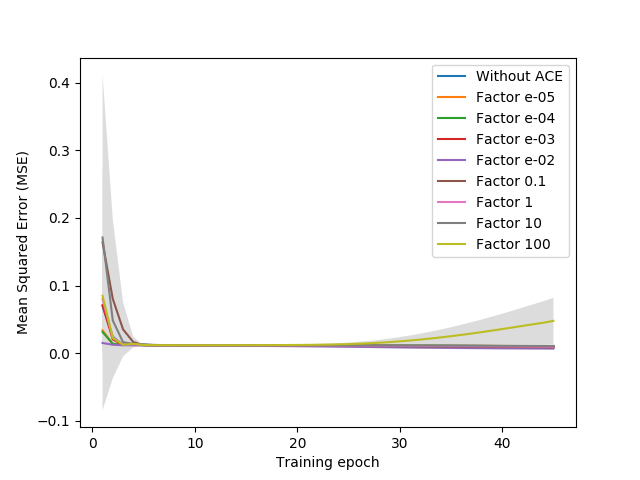 Without ACE
Factor e-05
Factor e-04
Factor e-03
Factor e-02
Factor 0.1
Factor 1
Factor 10
Factor 100
0.4
0.3
0.2
0.1
0.0
−0.1
Mean Squared Error (MSE)
0 10 20 30 40
Training epoch